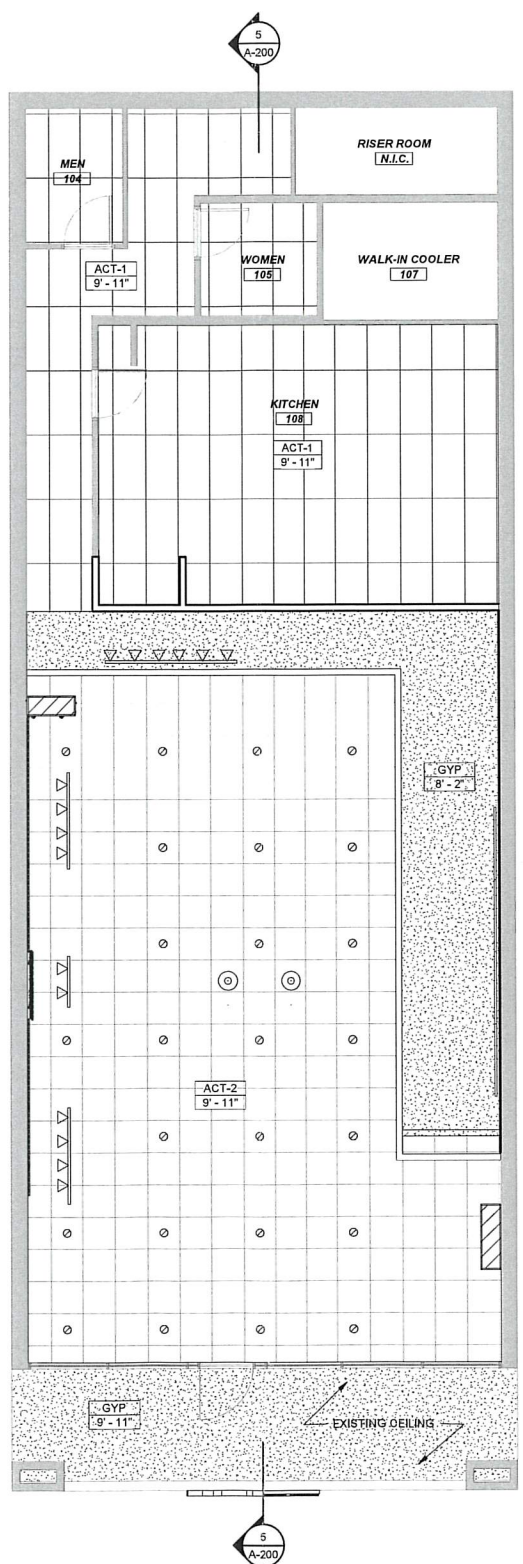 5
A-200
MEN
104
RISER ROOM
N.I.C.
WOMEN
105
WALK-IN COOLER
107
ACT-1
9' - 11"
KITCHEN
108
ACT-1
9' - 11"
GYP
8' - 2"
ACT-2
9' - 11"
GYP
9' - 11"
EXISTING CEILING
5
A-200